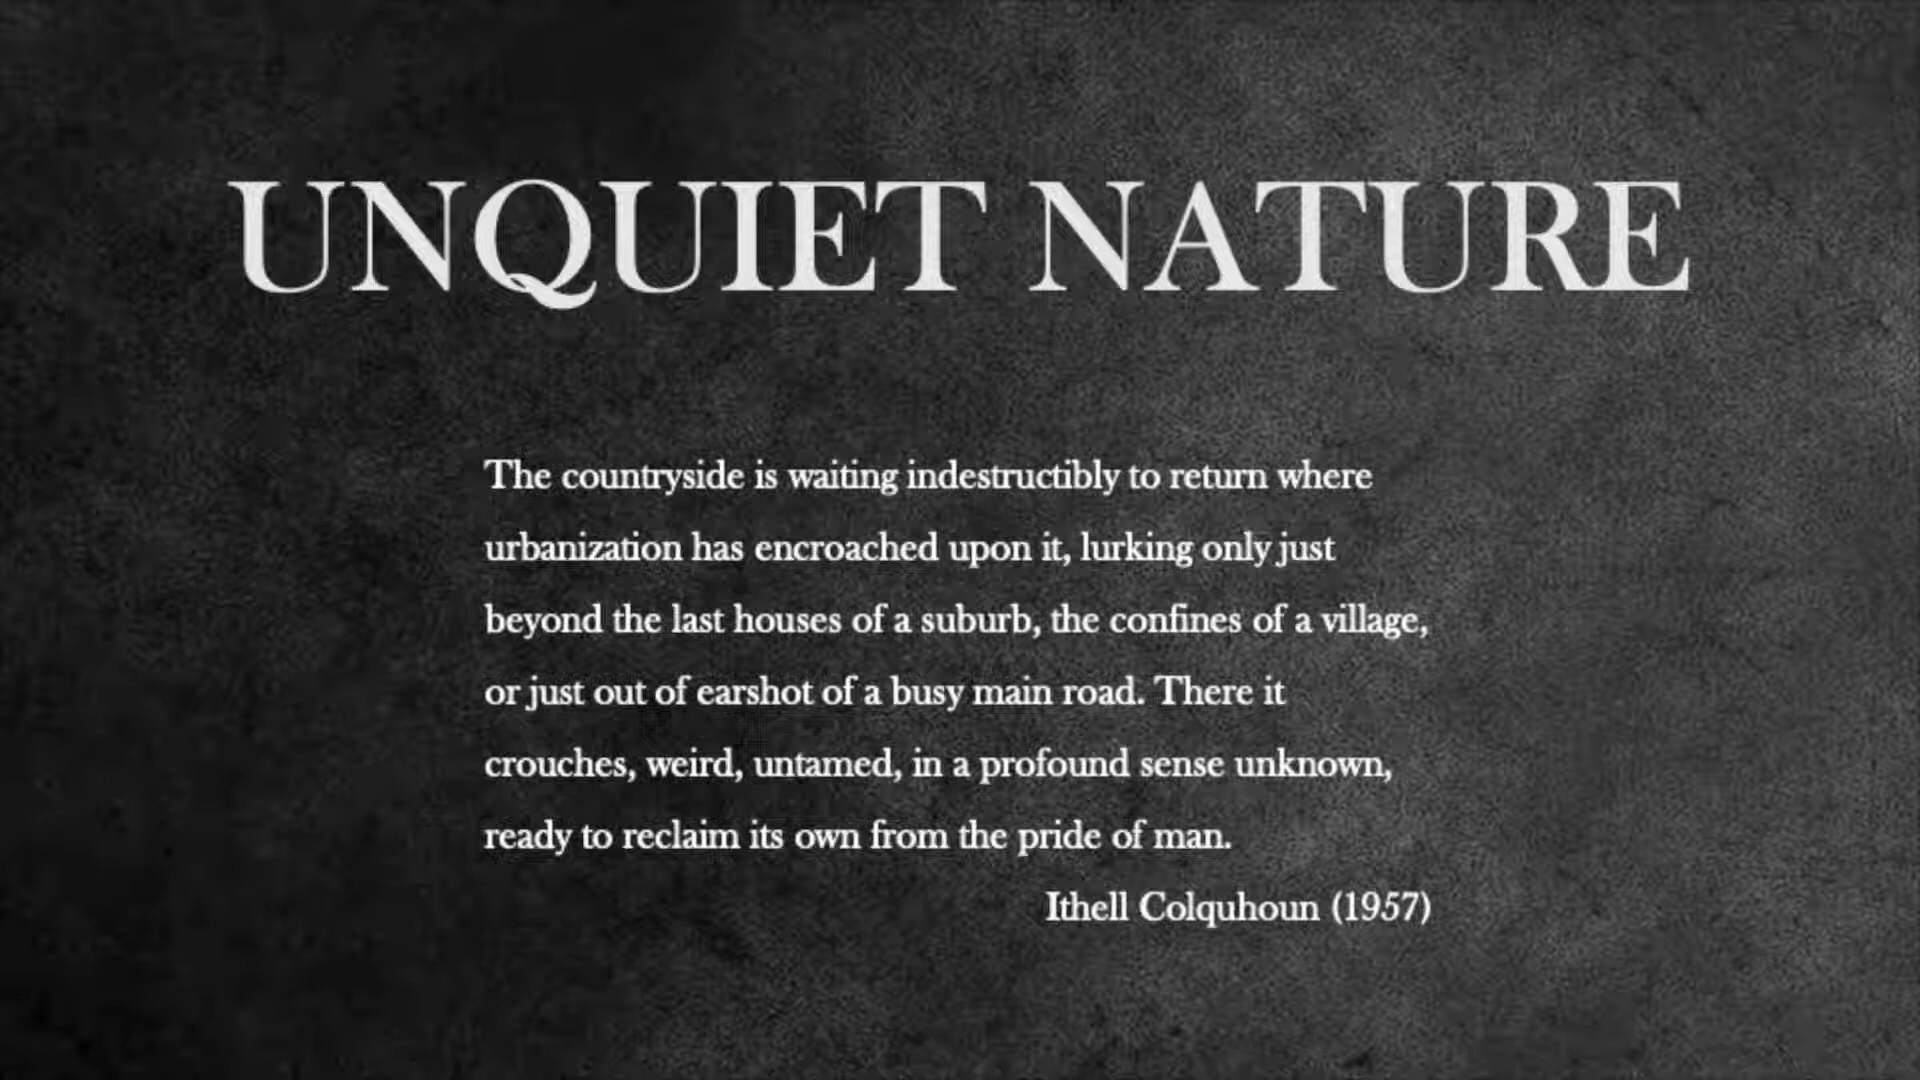 UNQUIET NATURE
The countryside is waiting indestructibly to return where
urbanization has encroached upon it, lurking only just
beyond the last houses of a suburb, the confines of a village,
or just out of earshot of a busy main road. There it
crouches, weird, untamed, in a profound sense unknown,
ready to reclaim its own from the pride of man.
Ithell Colquhoun (1957)